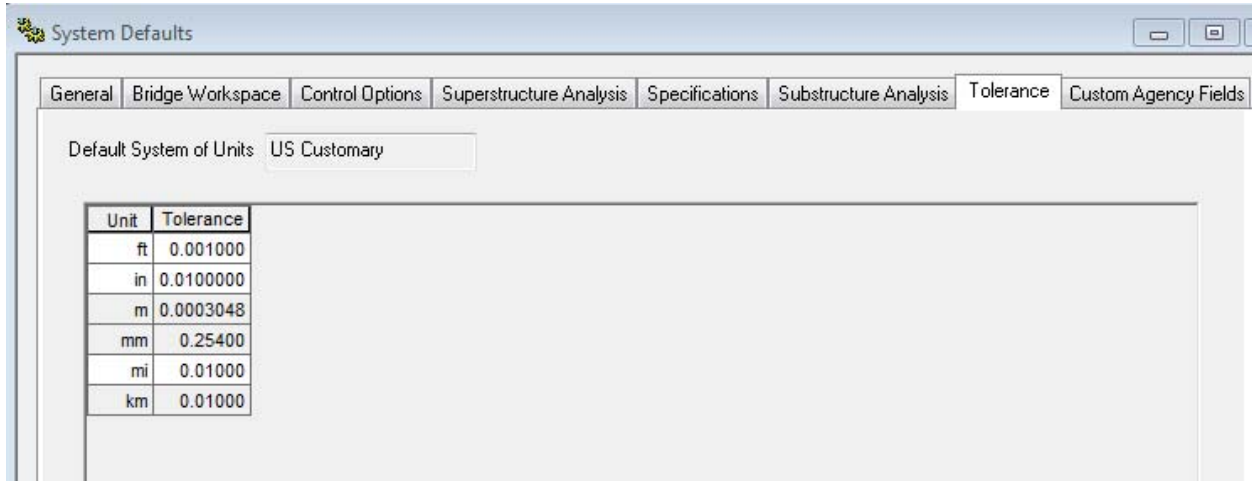 System Defaults
General Bridge Workspace Control Options Superstructure Analysis Specifications Substructure Analysis Tolerance Custom Agency Fields
Default System of Units US Customary
Unit Tolerance
ft 0.001000
in 0.0100000
m 0.0003048
mm 0.25400
mi 0.01000
km 0.01000